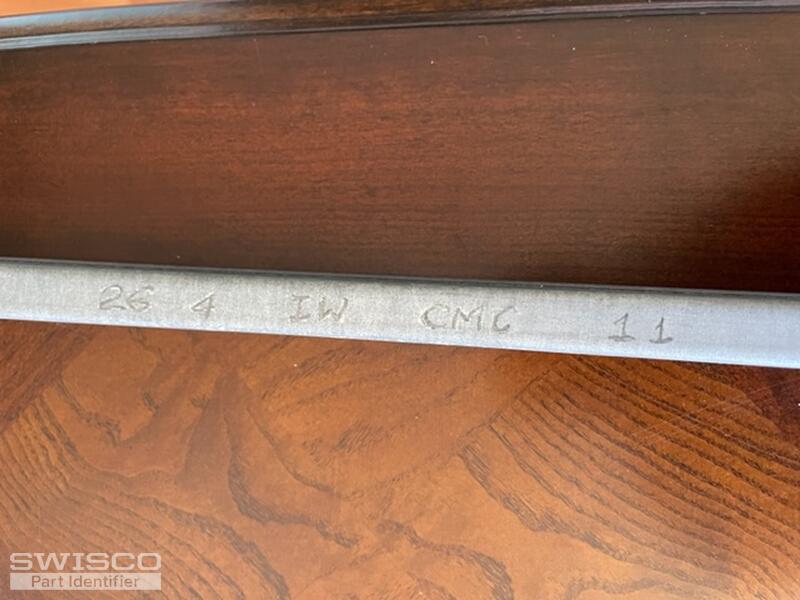 26 4 IW CMC 11
SWISCO
Part Identifier